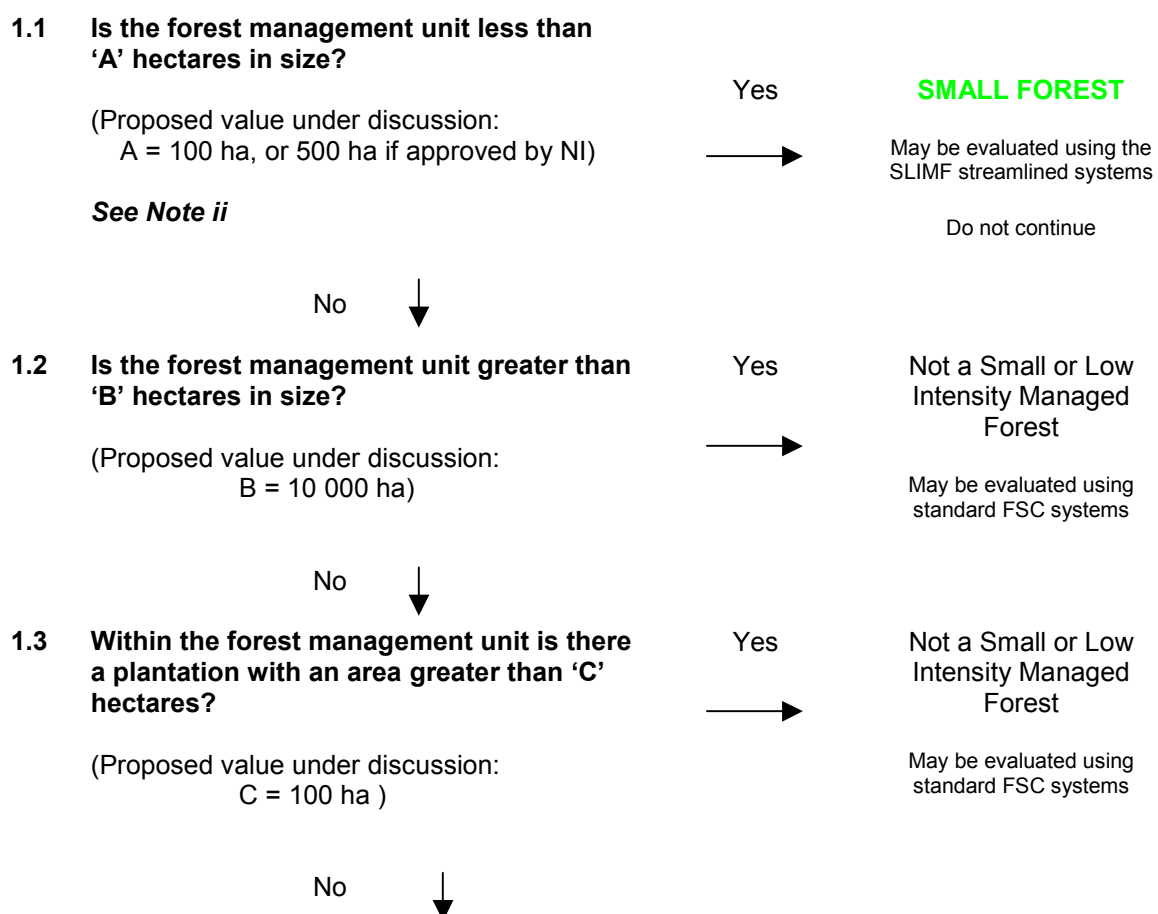 1.1 Is the forest management unit less than
‘A’ hectares in size?
(Proposed value under discussion:
A = 100 ha, or 500 ha if approved by NI)
See Note ii
Yes
SMALL FOREST
May be evaluated using the
SLIMF streamlined systems
Do not continue
No
1.2 Is the forest management unit greater than
‘B’ hectares in size?
(Proposed value under discussion:
B = 10 000 ha)
Yes
Not a Small or Low
Intensity Managed
Forest
May be evaluated using
standard FSC systems
No
1.3 Within the forest management unit is there
a plantation with an area greater than ‘C’
hectares?
(Proposed value under discussion:
C = 100 ha )
Yes
Not a Small or Low
Intensity Managed
Forest
May be evaluated using
standard FSC systems
No